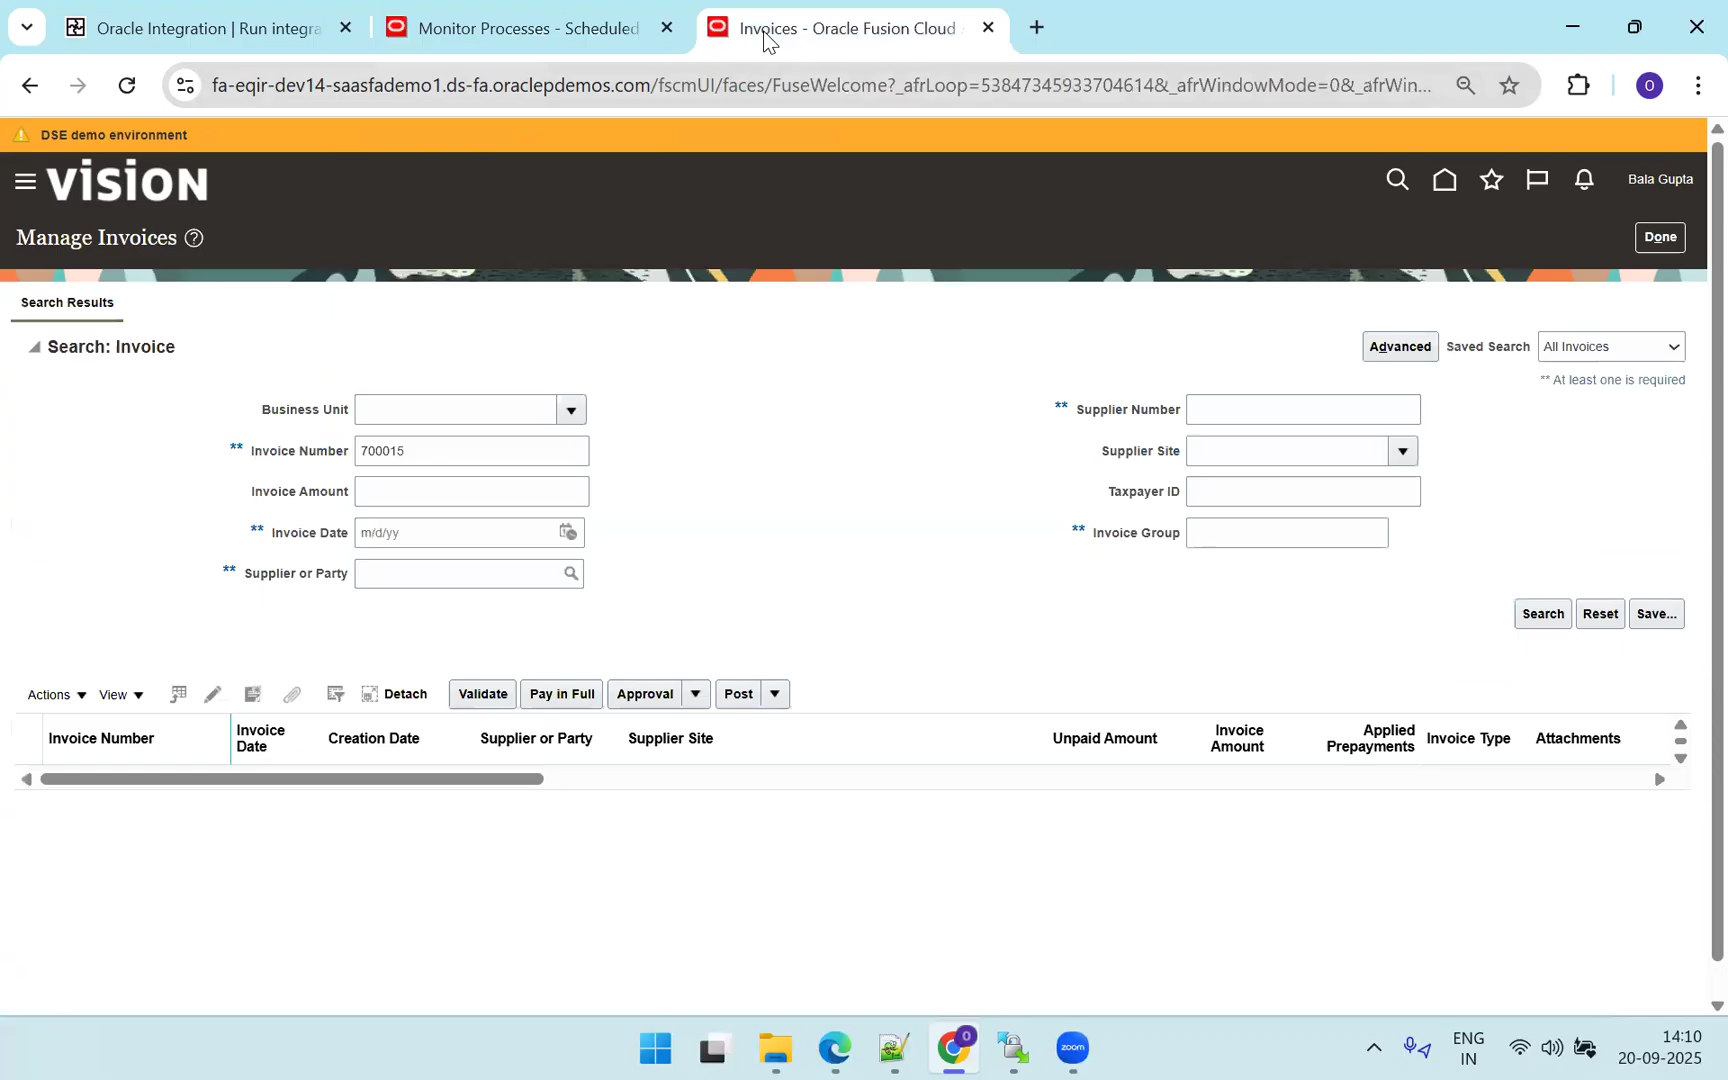 Oracle Integration | Run integra
Monitor Processes - Scheduled
Invoices - Oracle Fusion Cloud
fa-eqir-dev14-saasfademo1.ds-fa.oraclepdemos.com/fscmUI/faces/FuseWelcome?_afrLoop=53847345933704614&_afrWindowMode=0&_afrWin...
O
DSE demo environment
VISION
Bala Gupta
Manage Invoices ?
Done
Search Results
Search: Invoice
Advanced Saved Search All Invoices
** At least one is required
Business Unit
** Supplier Number
** Invoice Number 700015
Supplier Site
Invoice Amount
Taxpayer ID
** Invoice Date m/d/yy
** Invoice Group
** Supplier or Party
Search Reset Save...
Actions View Detach Validate Pay in Full Approval Post
Invoice Number Invoice Date Creation Date Supplier or Party Supplier Site Unpaid Amount Invoice Amount Applied Prepayments Invoice Type Attachments
O
zoom
ENG
IN
14:10
20-09-2025